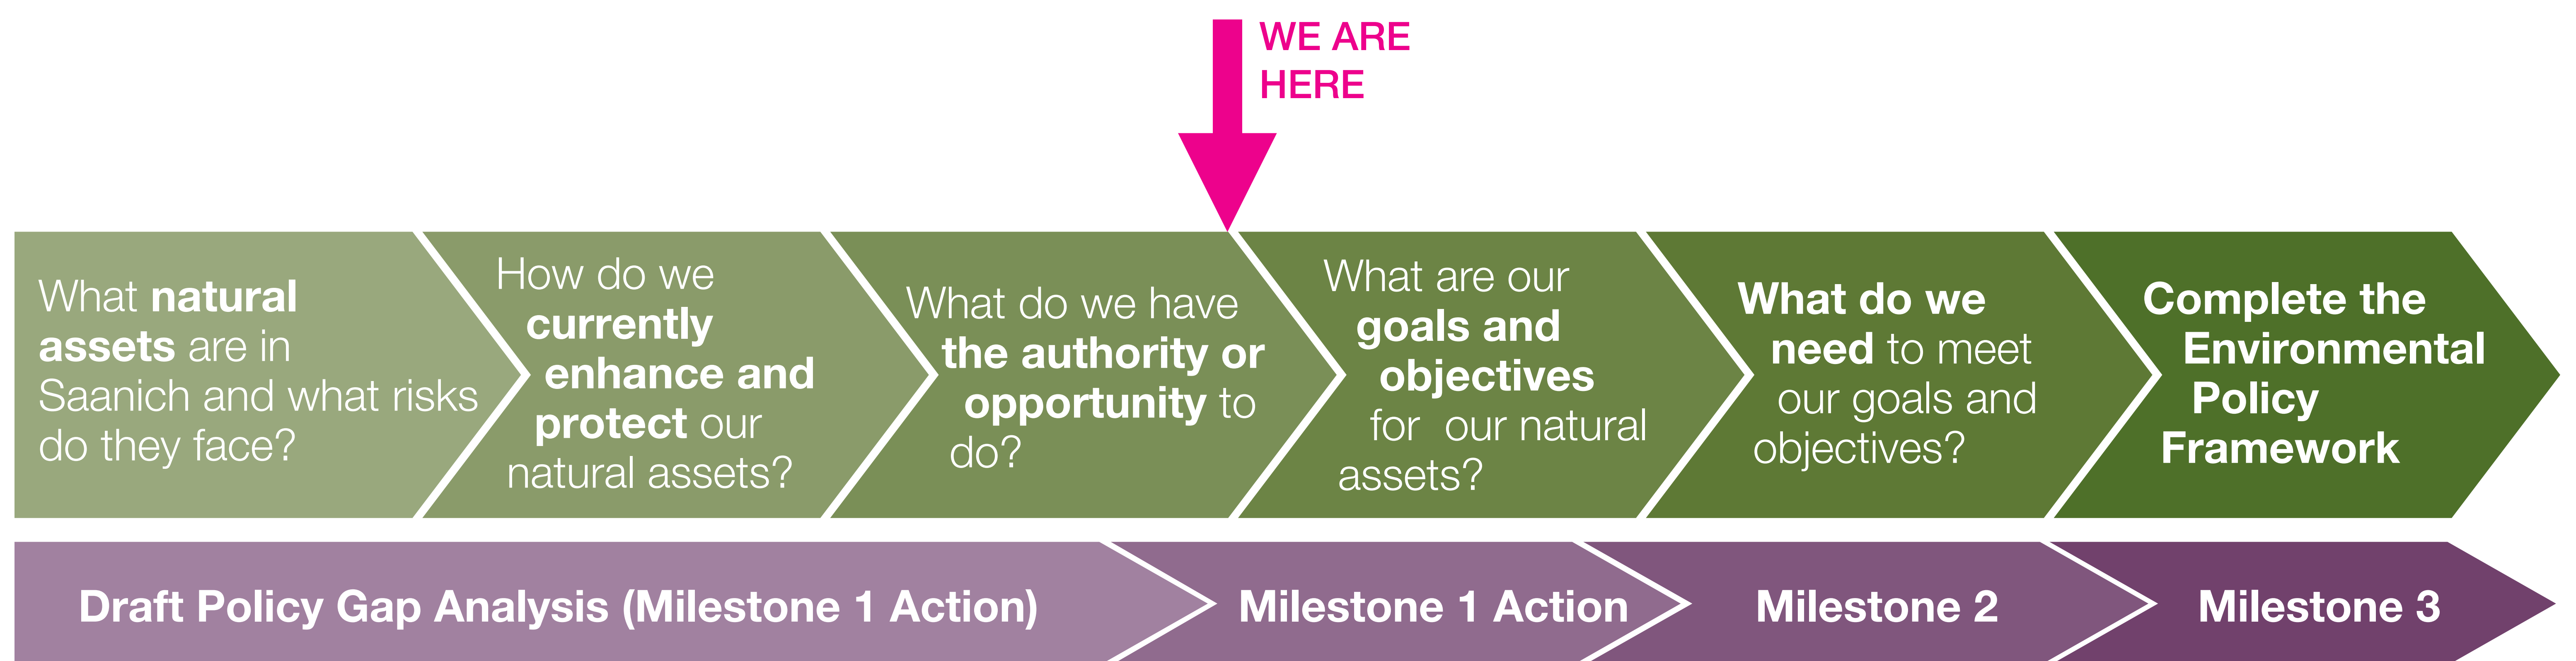 WE ARE
HERE
What natural
assets are in
Saanich and what risks
do they face?
How do we
currently
enhance and
protect our
natural assets?
What do we have
the authority or
opportunity to
do?
What are our
goals and
objectives
for our natural
assets?
What do we
need to meet
our goals and
objectives?
Complete the
Environmental
Policy
Framework
Draft Policy Gap Analysis (Milestone 1 Action)
Milestone 1 Action
Milestone 2
Milestone 3